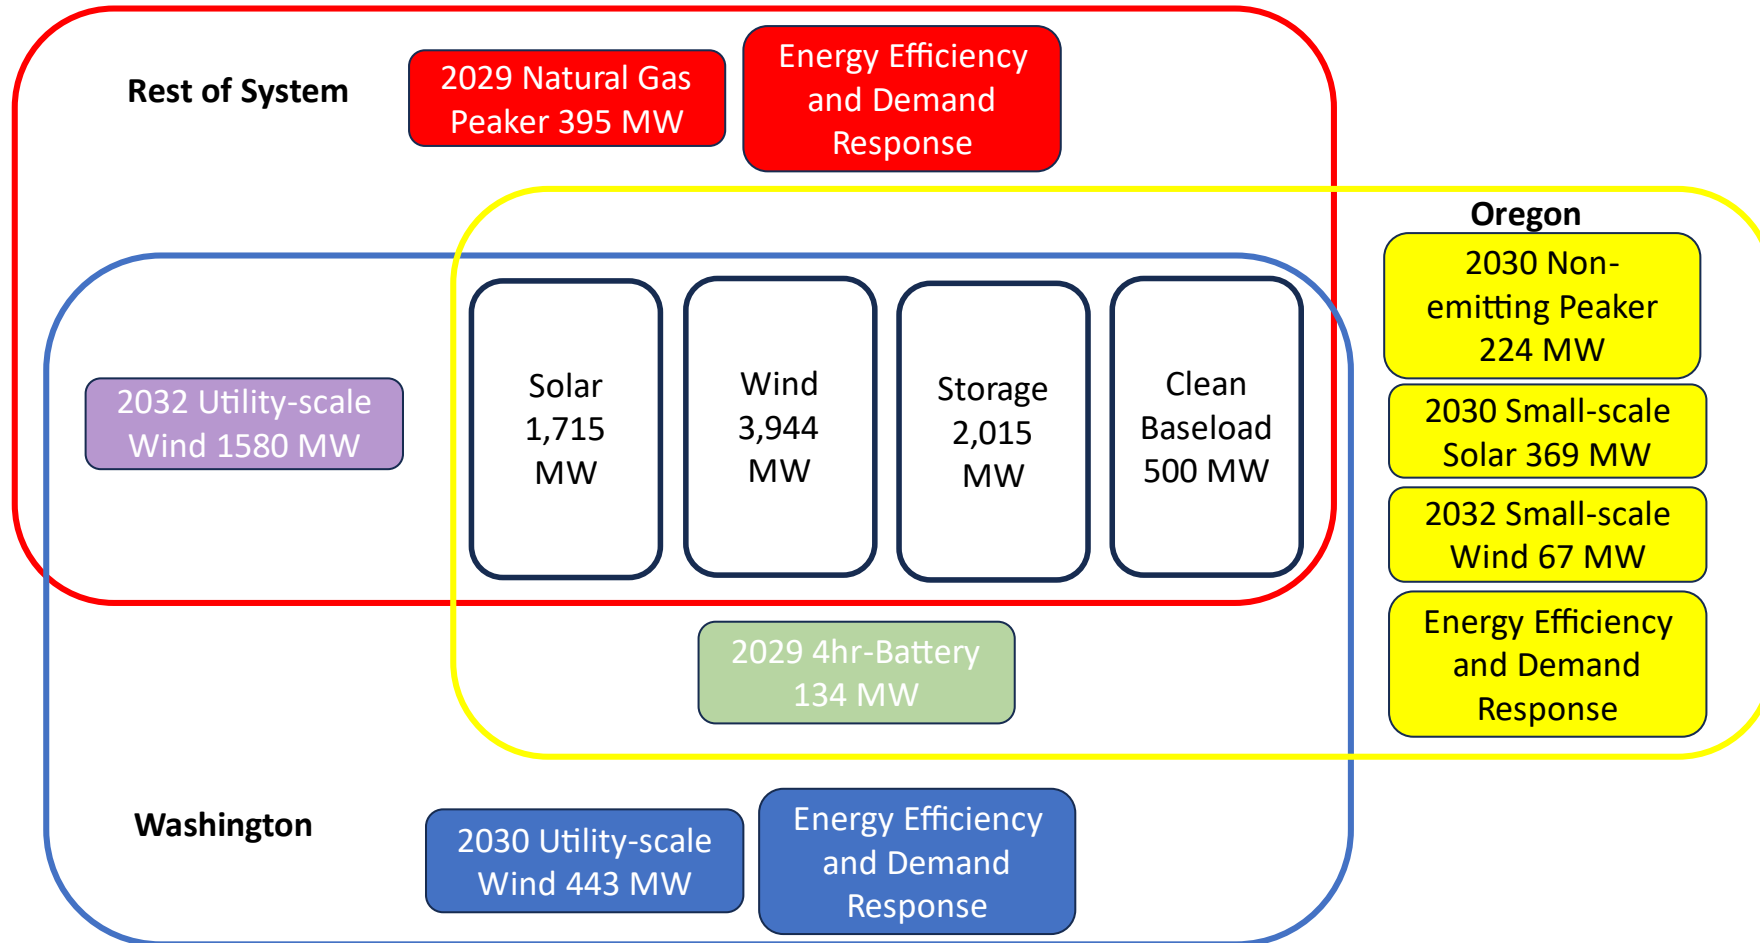 Rest of System
2029 Natural Gas
Peaker 395 MW
Energy Efficiency
and Demand
Response
Oregon
2030 Non-
emitting Peaker
224 MW
2030 Small-scale
Solar 369 MW
2032 Small-scale
Wind 67 MW
Energy Efficiency
and Demand
Response
2032 Utility-scale
Wind 1580 MW
Solar
1,715
MW
Wind
3,944
MW
Storage
2,015
MW
Clean
Baseload
500 MW
2029 4hr-Battery
134 MW
Washington
2030 Utility-scale
Wind 443 MW
Energy Efficiency
and Demand
Response